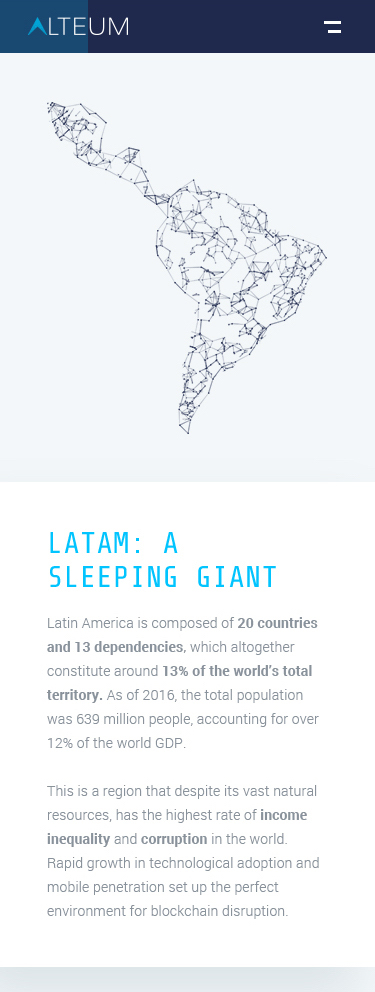 ALTEUM
LATAM: A
SLEEPING GIANT
Latin America is composed of 20 countries
and 13 dependencies, which altogether
constitute around 13% of the world's total
territory. As of 2016, the total population
was 639 million people, accounting for over
12% of the world GDP.
This is a region that despite its vast natural
resources, has the highest rate of income
inequality and corruption in the world.
Rapid growth in technological adoption and
mobile penetration set up the perfect
environment for blockchain disruption.